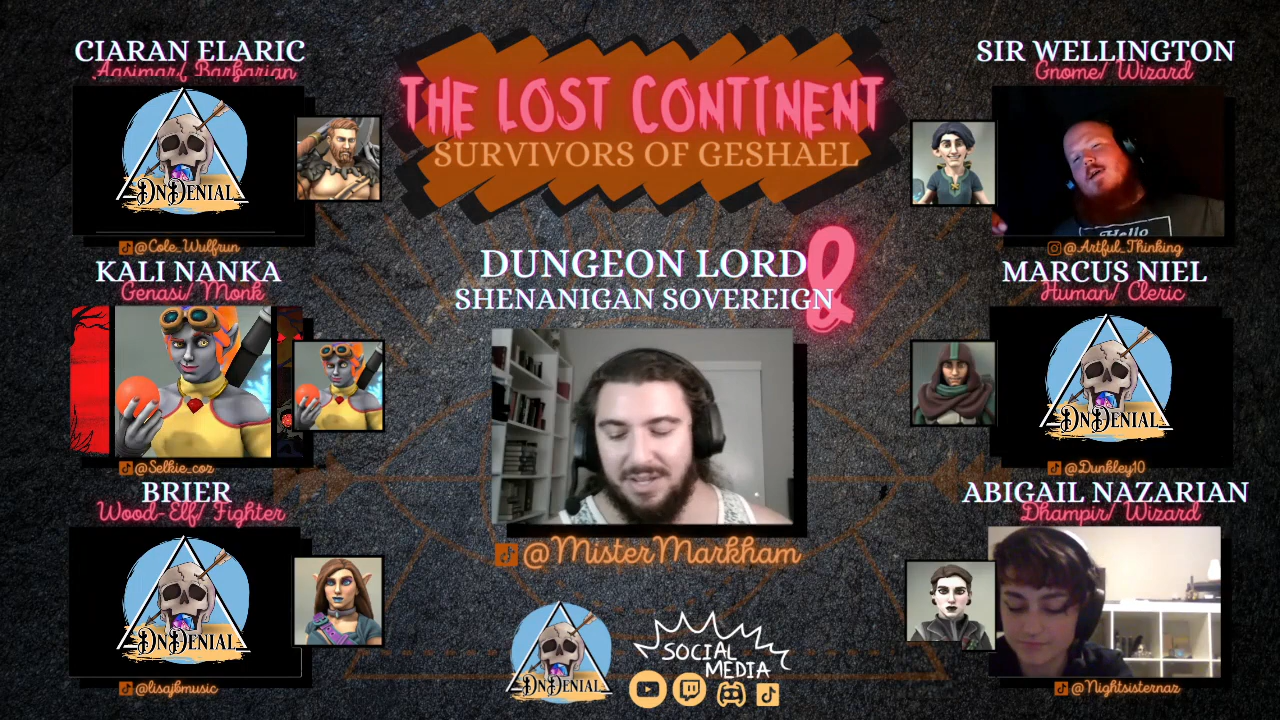 CIARAN ELARIC
Aasimar/ Barbarian
DNDENIAL
@Cole_Wulfrun
KALI NANKA
Genasi/ Monk
@Selkie_cor
BRIER
Wood-Elf/ Fighter
DNDENIAL
@lisajbmusic
THE LOST CONTINENT
SURVIVORS OF GESHAEL
DUNGEON LORD &
SHENANIGAN SOVEREIGN
@MisterMarkham
DNDENIAL
SOCIAL
MEDIA
SIR WELLINGTON
Gnome/ Wizard
Hello
@Artful_Thinking
MARCUS NIEL
Human/ Cleric
DNDENIAL
@Dunkley10
ABIGAIL NAZARIAN
Dhampir/ Wizard
@Nightsisternaz